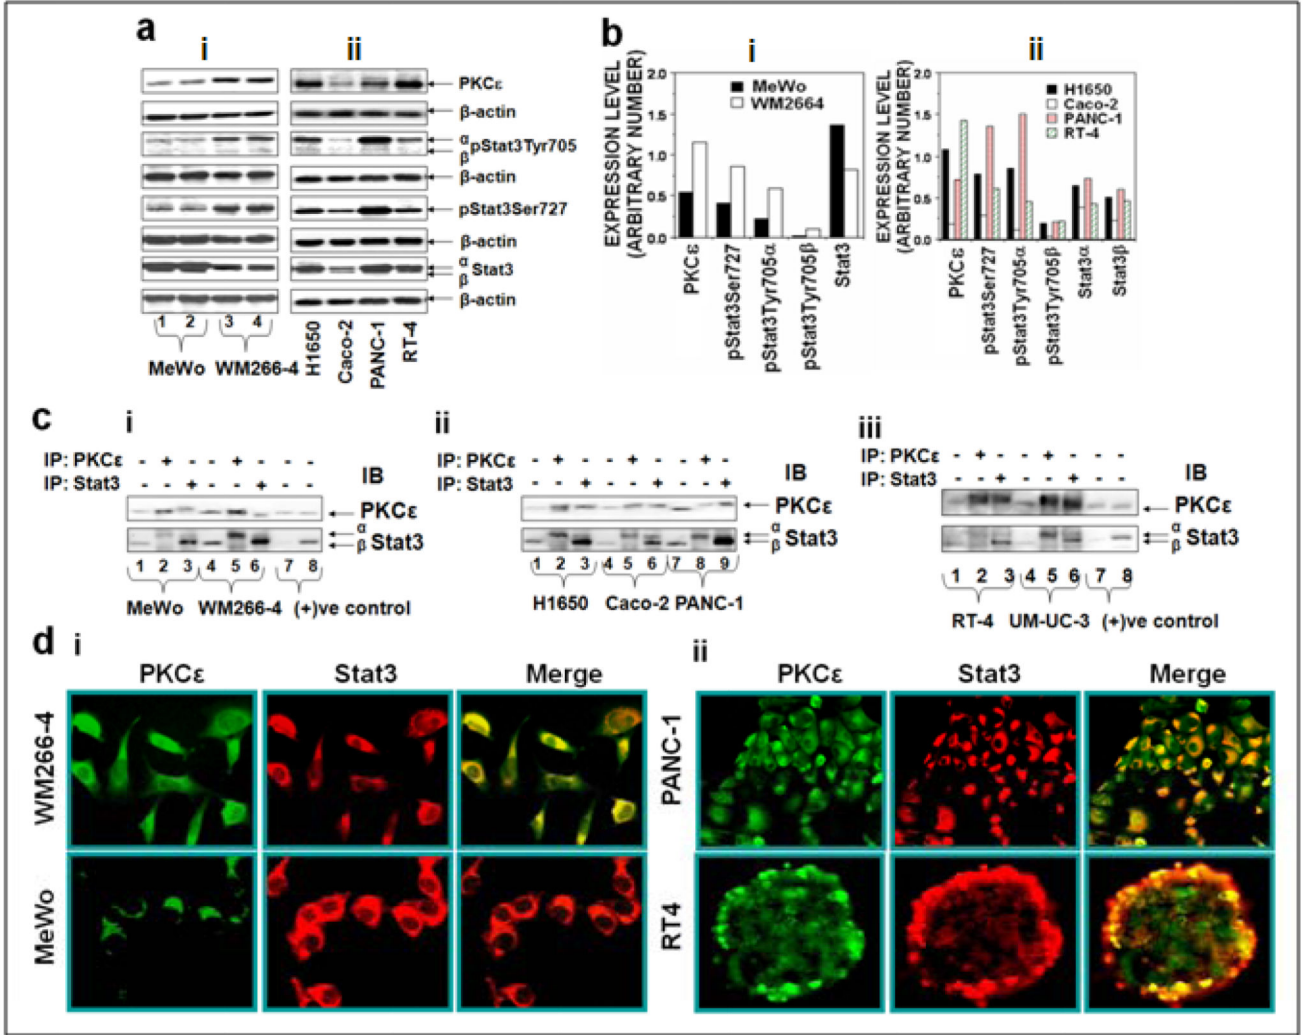 a
i
ii
PKCε
β-actin
α
β
pStat3Tyr705
β-actin
pStat3Ser727
β-actin
α
β
Stat3
β-actin
1 2 3 4
MeWo WM266-4
H1650
Caco-2
PANC-1
RT-4
b
i
EXPRESSION LEVEL
(ARBITRARY NUMBER)
2.0
1.5
1.0
0.5
0.0
MeWo
WM2664
PKCε
pStat3Ser727
pStat3Tyr705α
pStat3Tyr705β
Stat3
ii
EXPRESSION LEVEL
(ARBITRARY NUMBER)
2.0
1.5
1.0
0.5
0.0
H1650
Caco-2
PANC-1
RT-4
PKCε
pStat3Ser727
pStat3Tyr705α
pStat3Tyr705β
Stat3α
Stat3β
c
i
IP: PKCε - + - - + - - -
IP: Stat3 - - + - - + - -
IB
PKCε
α
β
Stat3
1 2 3 4 5 6 7 8
MeWo WM266-4 (+)ve control
ii
IP: PKCε - + - - + - - + -
IP: Stat3 - - + - - + - - +
IB
PKCε
α
β
Stat3
1 2 3 4 5 6 7 8 9
H1650 Caco-2 PANC-1
iii
IP: PKCε - + - - + - - -
IP: Stat3 - - + - - + - -
IB
PKCε
α
β
Stat3
1 2 3 4 5 6 7 8
RT-4 UM-UC-3 (+)ve control
d
i
PKCε Stat3 Merge
WM266-4
MeWo
ii
PKCε Stat3 Merge
PANC-1
RT4